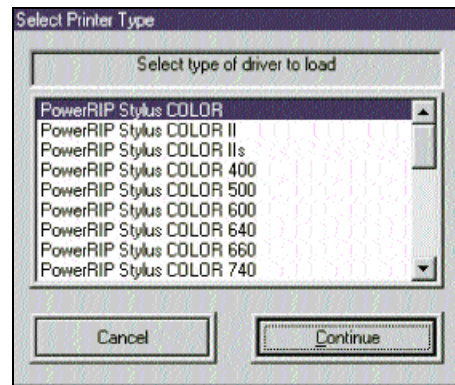 Select Printer Type
Select type of driver to load
PowerRIP Stylus COLOR
PowerRIP Stylus COLOR II
PowerRIP Stylus COLOR IIs
PowerRIP Stylus COLOR 400
PowerRIP Stylus COLOR 500
PowerRIP Stylus COLOR 600
PowerRIP Stylus COLOR 640
PowerRIP Stylus COLOR 660
PowerRIP Stylus COLOR 740
Cancel
Continue